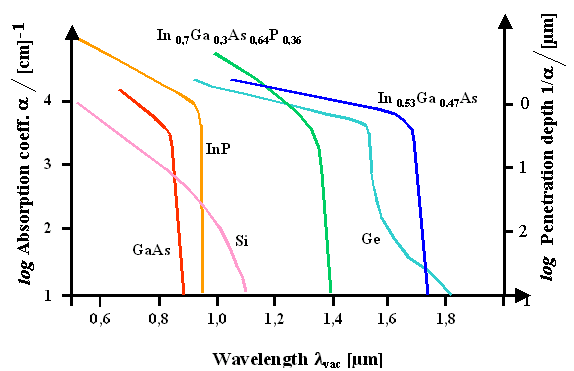 In 0,7 Ga 0,3 As 0,64 P 0,36
log Absorption coeff. α / [cm]-1
log Penetration depth 1/α / [μm]
In 0.53 Ga 0.47 As
InP
GaAs
Si
Ge
4
3
2
1
0
1
2
1
0,6 0,8 1,0 1,2 1,4 1,6 1,8
Wavelength λvac [μm]